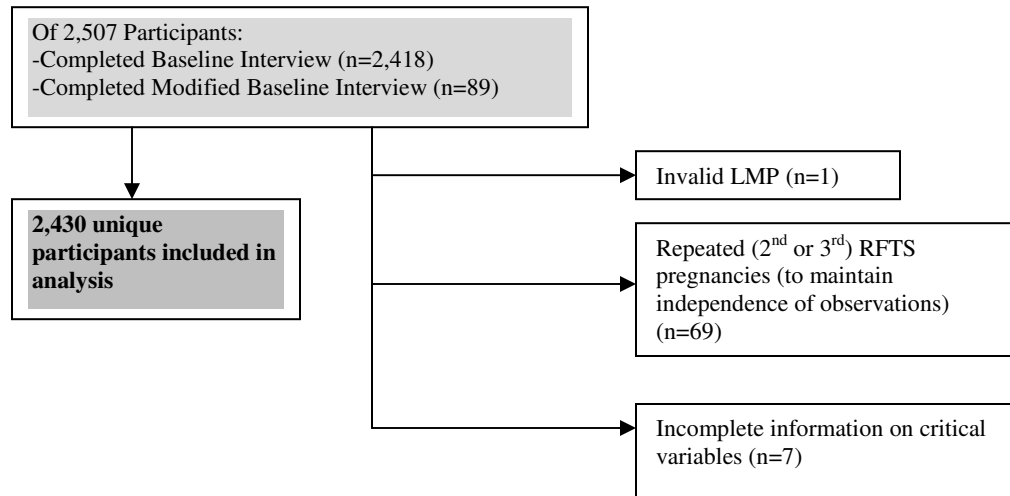 Of 2,507 Participants:
-Completed Baseline Interview (n=2,418)
-Completed Modified Baseline Interview (n=89)
Invalid LMP (n=1)
2,430 unique
participants included in
analysis
Repeated (2nd or 3rd) RFTS
pregnancies (to maintain
independence of observations)
(n=69)
Incomplete information on critical
variables (n=7)